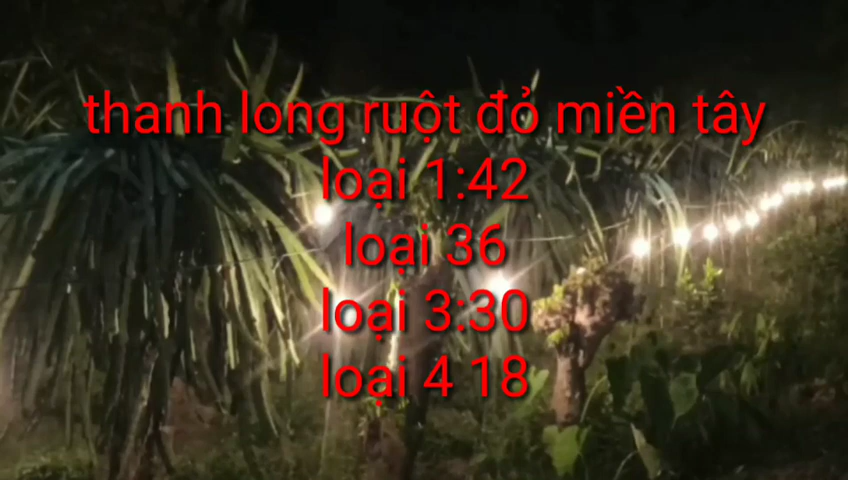 thanh long ruột đỏ miền tây
loại 1:42
loại 36
loại 3:30
loại 4 18